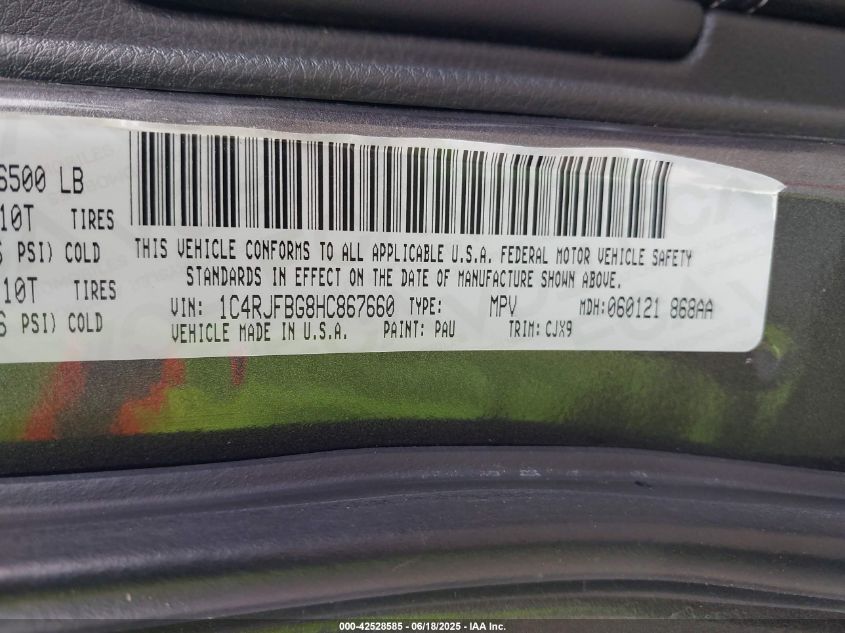 6500 LB
10T TIRES
PSI) COLD
10T TIRES
PSI) COLD
THIS VEHICLE CONFORMS TO ALL APPLICABLE U.S.A. FEDERAL MOTOR VEHICLE SAFETY
STANDARDS IN EFFECT ON THE DATE OF MANUFACTURE SHOWN ABOVE.
VIN: 1C4RJFBG8HC867660 TYPE: MPV MDH:060121 868AA
VEHICLE MADE IN U.S.A. PAINT: PAU TRIM: CJX9
000-42528585 - 06/18/2025 - IAA Inc.